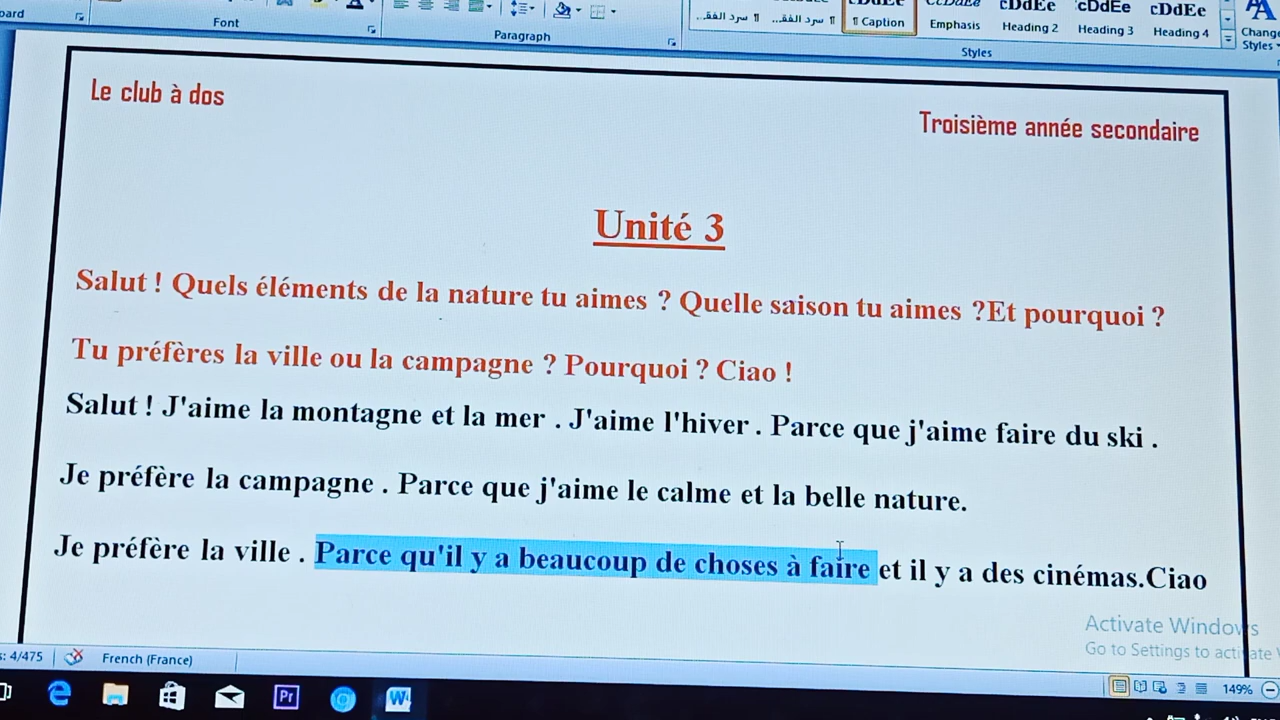 Font
Paragraph
Caption
Emphasis
Heading 2
Heading 3
Heading 4
Change Styles
Styles
Le club à dos
Troisième année secondaire
Unité 3
Salut ! Quels éléments de la nature tu aimes ? Quelle saison tu aimes ?Et pourquoi ?
Tu préfères la ville ou la campagne ? Pourquoi ? Ciao !
Salut ! J'aime la montagne et la mer . J'aime l'hiver . Parce que j'aime faire du ski .
Je préfère la campagne . Parce que j'aime le calme et la belle nature.
Je préfère la ville . Parce qu'il y a beaucoup de choses à faire et il y a des cinémas.Ciao
Activate Windows
Go to Settings to activate
4/475 French (France) 149%